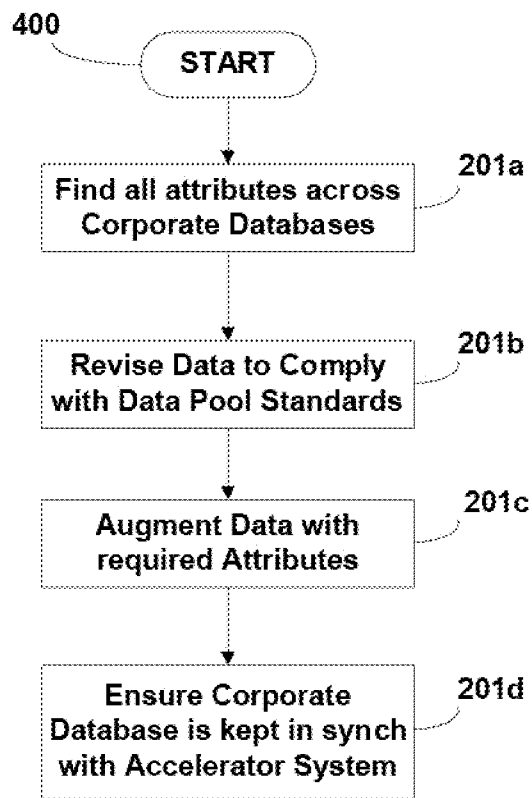 400
START
201a
Find all attributes across
Corporate Databases
201b
Revise Data to Comply
with Data Pool Standards
201c
Augment Data with
required Attributes
201d
Ensure Corporate
Database is kept in synch
with Accelerator System